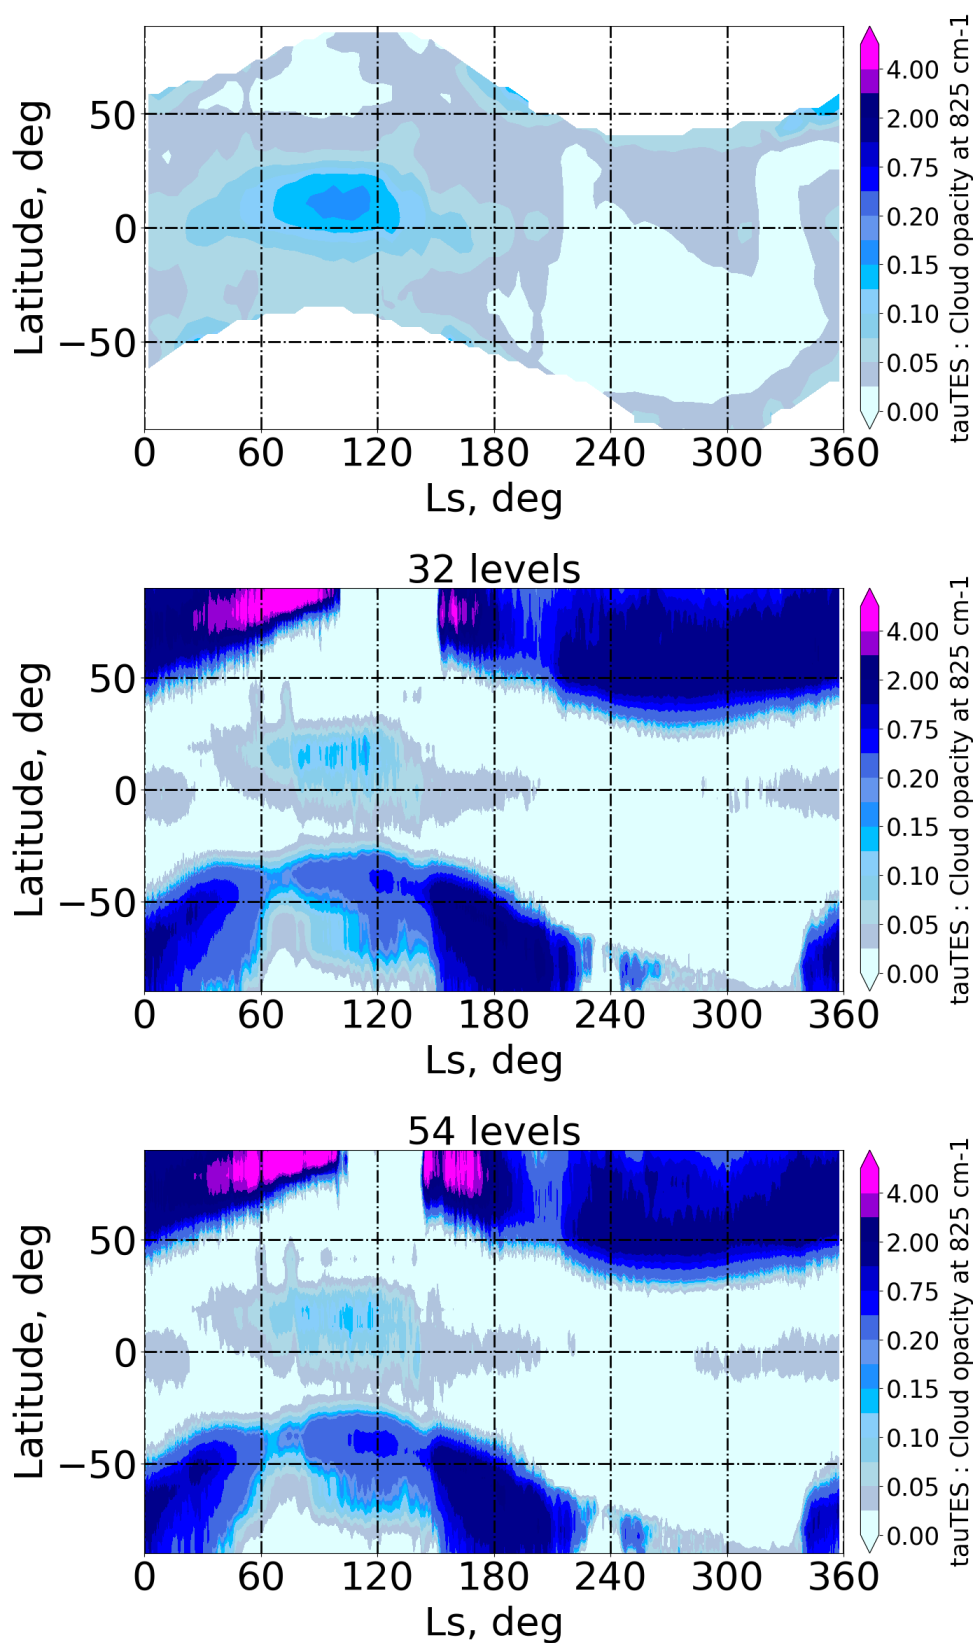 50
0
−50
Latitude, deg
0 60 120 180 240 300 360
Ls, deg
4.00
2.00
0.75
0.20
0.15
0.10
0.05
0.00
tauTES : Cloud opacity at 825 cm-1
32 levels
50
0
−50
Latitude, deg
0 60 120 180 240 300 360
Ls, deg
4.00
2.00
0.75
0.20
0.15
0.10
0.05
0.00
tauTES : Cloud opacity at 825 cm-1
54 levels
50
0
−50
Latitude, deg
0 60 120 180 240 300 360
Ls, deg
4.00
2.00
0.75
0.20
0.15
0.10
0.05
0.00
tauTES : Cloud opacity at 825 cm-1